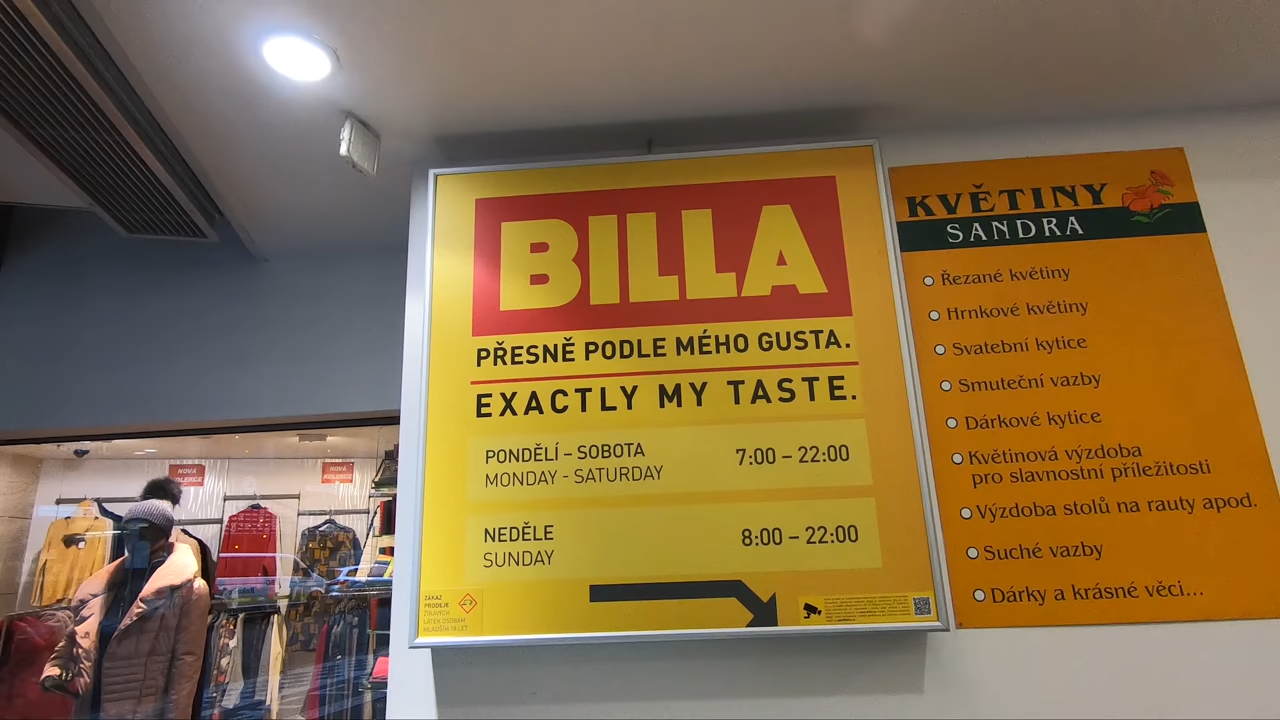 BILLA
PŘESNĚ PODLE MÉHO GUSTA.
EXACTLY MY TASTE.
PONDĚLÍ – SOBOTA 7:00 – 22:00
MONDAY - SATURDAY
NEDĚLE 8:00 – 22:00
SUNDAY
ZÁKAZ
PRODEJE
ŽÍRAVÝCH
LÁTEK OSOBÁM
MLADŠÍM 18 LET
KVĚTINY
SANDRA
Řezané květiny
Hrnkové květiny
Svatební kytice
Smuteční vazby
Dárkové kytice
Květinová výzdoba
pro slavnostní příležitosti
Výzdoba stolů na rauty apod.
Suché vazby
Dárky a krásné věci...
NOVÁ
KOLEKCE
NOVÁ
KOLEKCE